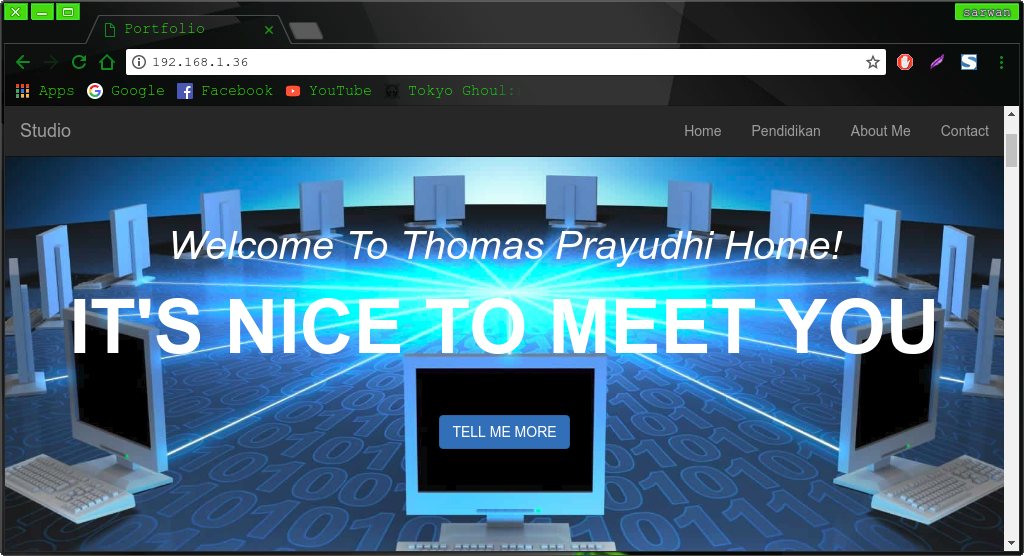 sarwan
Portfolio
192.168.1.36
Apps Google Facebook YouTube Tokyo Ghoul:
Studio Home Pendidikan About Me Contact
Welcome To Thomas Prayudhi Home!
IT'S NICE TO MEET YOU
TELL ME MORE